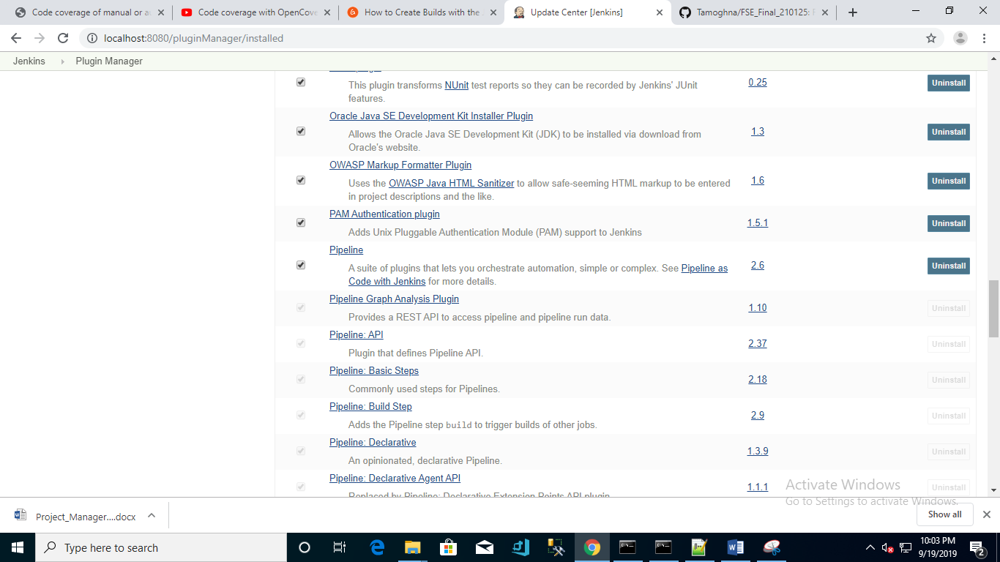 Code coverage of manual or au
Code coverage with OpenCove
How to Create Builds with the
Update Center [Jenkins]
Tamoghna/FSE_Final_210125: F
localhost:8080/pluginManager/installed
Jenkins
Plugin Manager
This plugin transforms NUnit test reports so they can be recorded by Jenkins' JUnit
features.
0.25
Uninstall
Oracle Java SE Development Kit Installer Plugin
Allows the Oracle Java SE Development Kit (JDK) to be installed via download from
Oracle's website.
1.3
Uninstall
OWASP Markup Formatter Plugin
Uses the OWASP Java HTML Sanitizer to allow safe-seeming HTML markup to be entered
in project descriptions and the like.
1.6
Uninstall
PAM Authentication plugin
Adds Unix Pluggable Authentication Module (PAM) support to Jenkins
1.5.1
Uninstall
Pipeline
A suite of plugins that lets you orchestrate automation, simple or complex. See Pipeline as
Code with Jenkins for more details.
2.6
Uninstall
Pipeline Graph Analysis Plugin
Provides a REST API to access pipeline and pipeline run data.
1.10
Uninstall
Pipeline: API
Plugin that defines Pipeline API.
2.37
Uninstall
Pipeline: Basic Steps
Commonly used steps for Pipelines.
2.18
Uninstall
Pipeline: Build Step
Adds the Pipeline step build to trigger builds of other jobs.
2.9
Uninstall
Pipeline: Declarative
An opinionated, declarative Pipeline.
1.3.9
Uninstall
Pipeline: Declarative Agent API
Replaced by Pipeline: Declarative Extension Points API plugin
1.1.1
Uninstall
Activate Windows
Go to Settings to activate Windows.
Project_Manager....docx
Show all
Type here to search
10:03 PM
9/19/2019
2